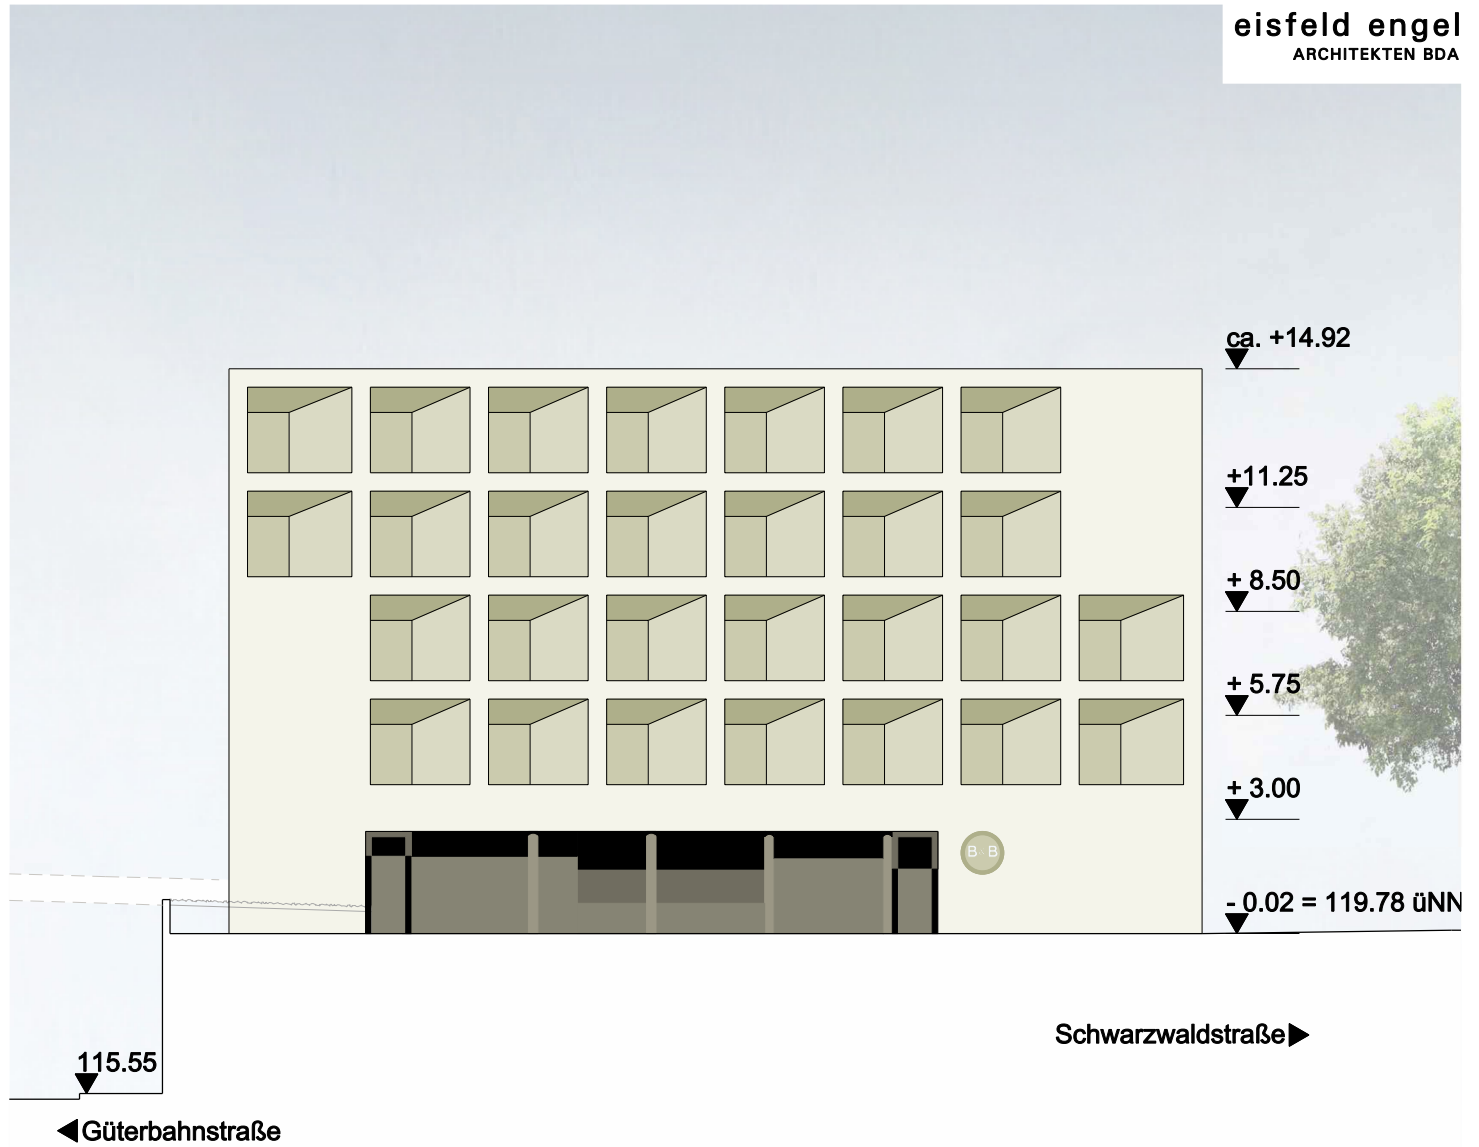 eisfeld engel
ARCHITEKTEN BDA
ca. +14.92
+11.25
+ 8.50
+ 5.75
+ 3.00
B B
- 0.02 = 119.78 üNN
Schwarzwaldstraße
115.55
Güterbahnstraße